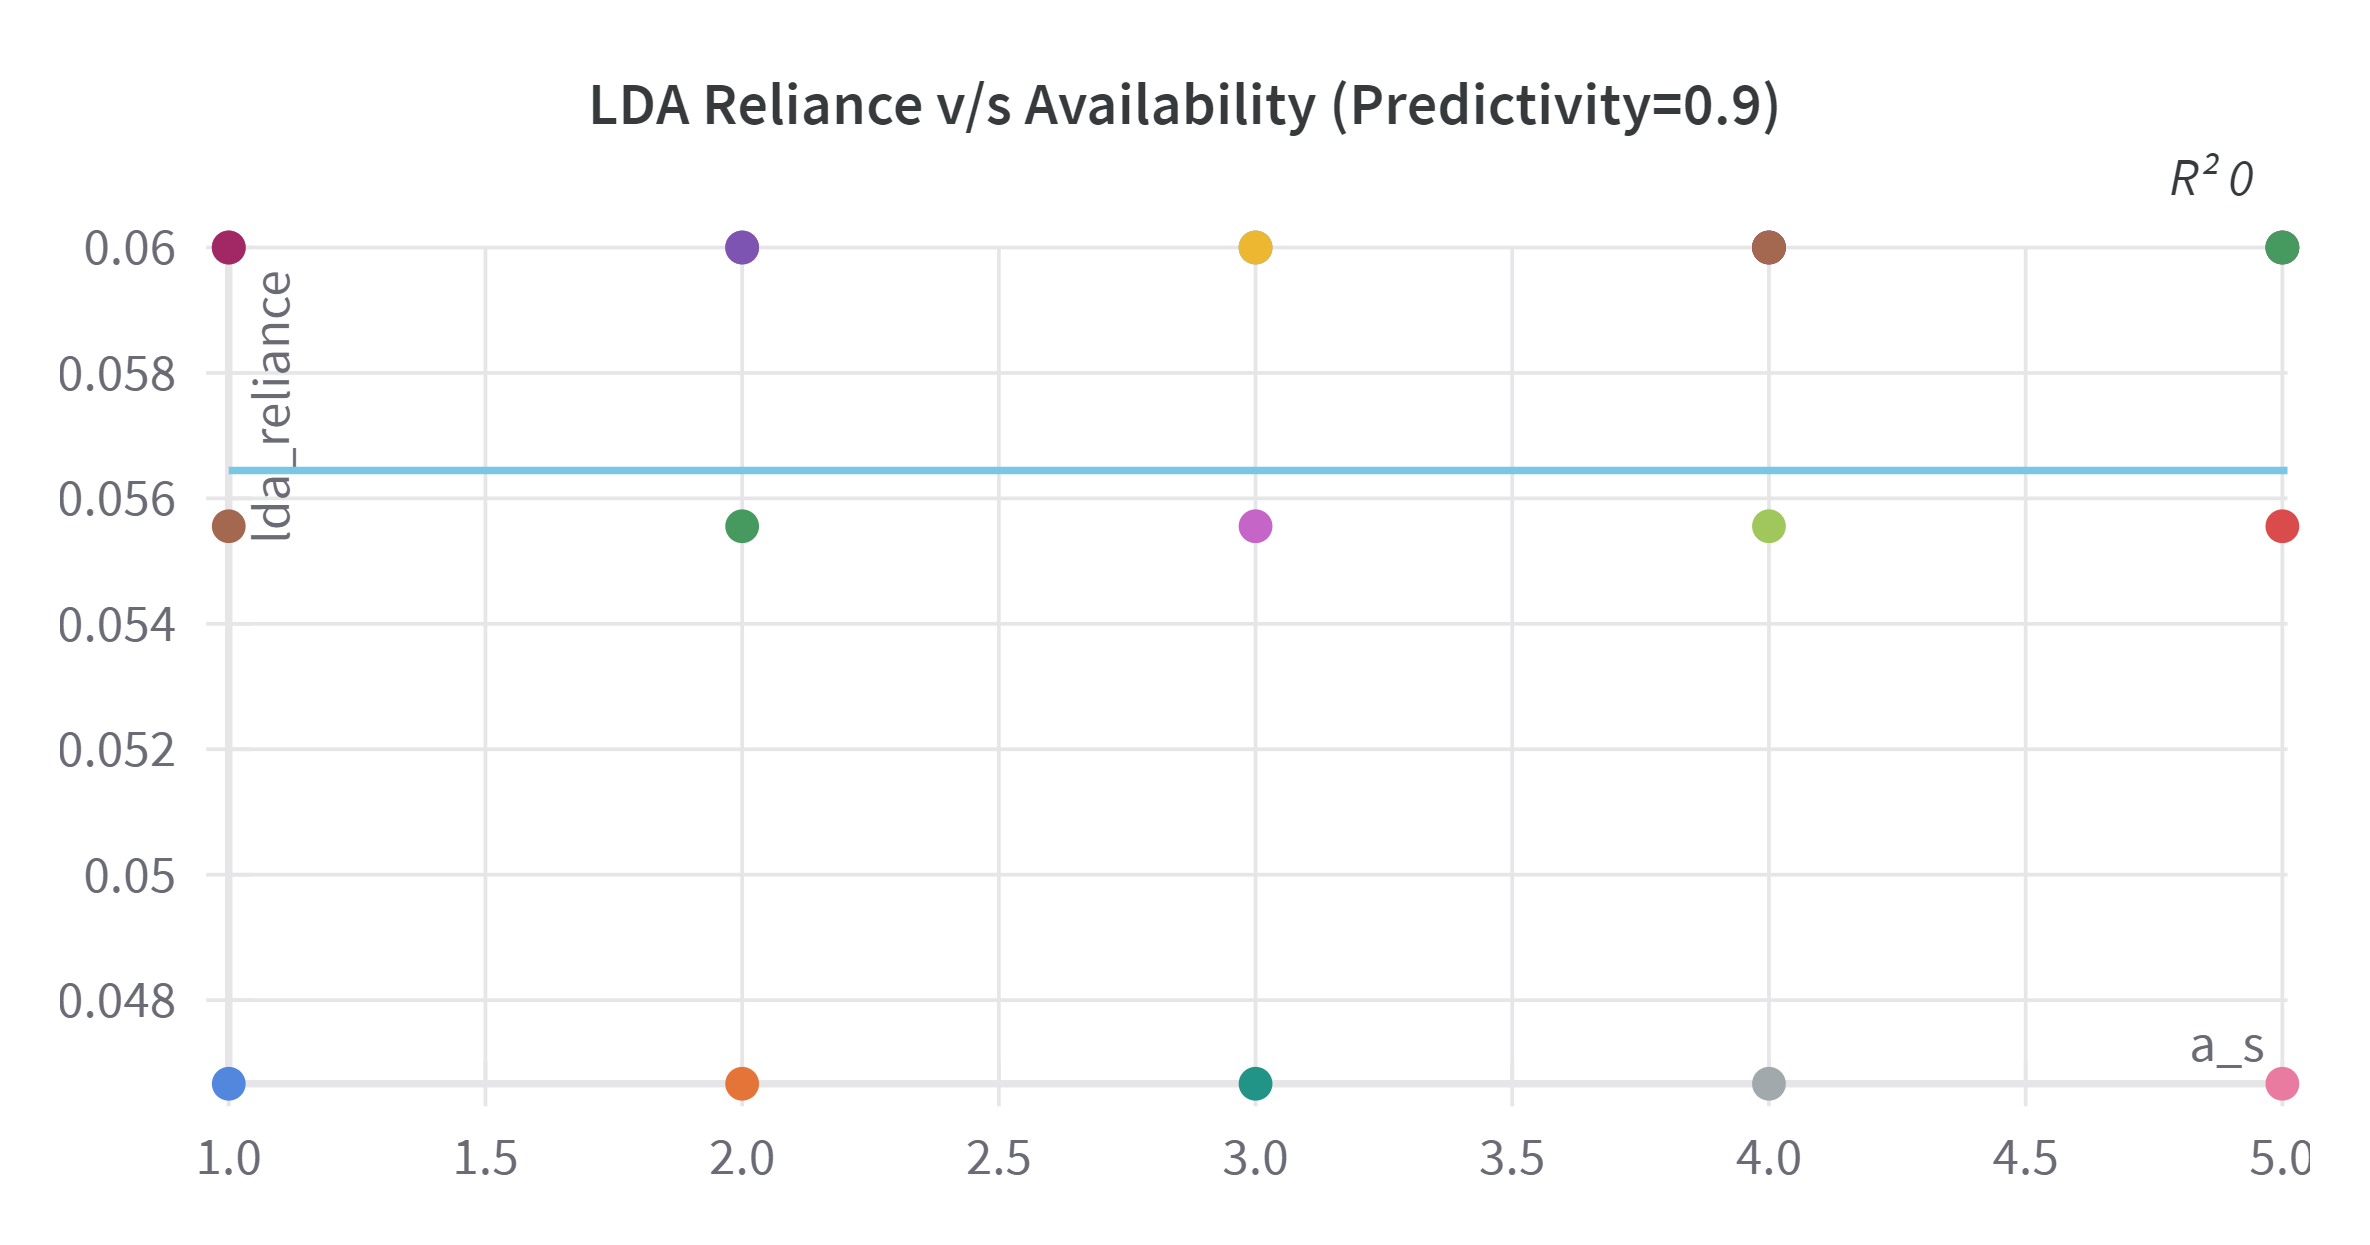 LDA Reliance v/s Availability (Predictivity=0.9)
R² 0
0.06
0.058
0.056
0.054
0.052
0.05
0.048
lda_reliance
a_s
1.0 1.5 2.0 2.5 3.0 3.5 4.0 4.5 5.0